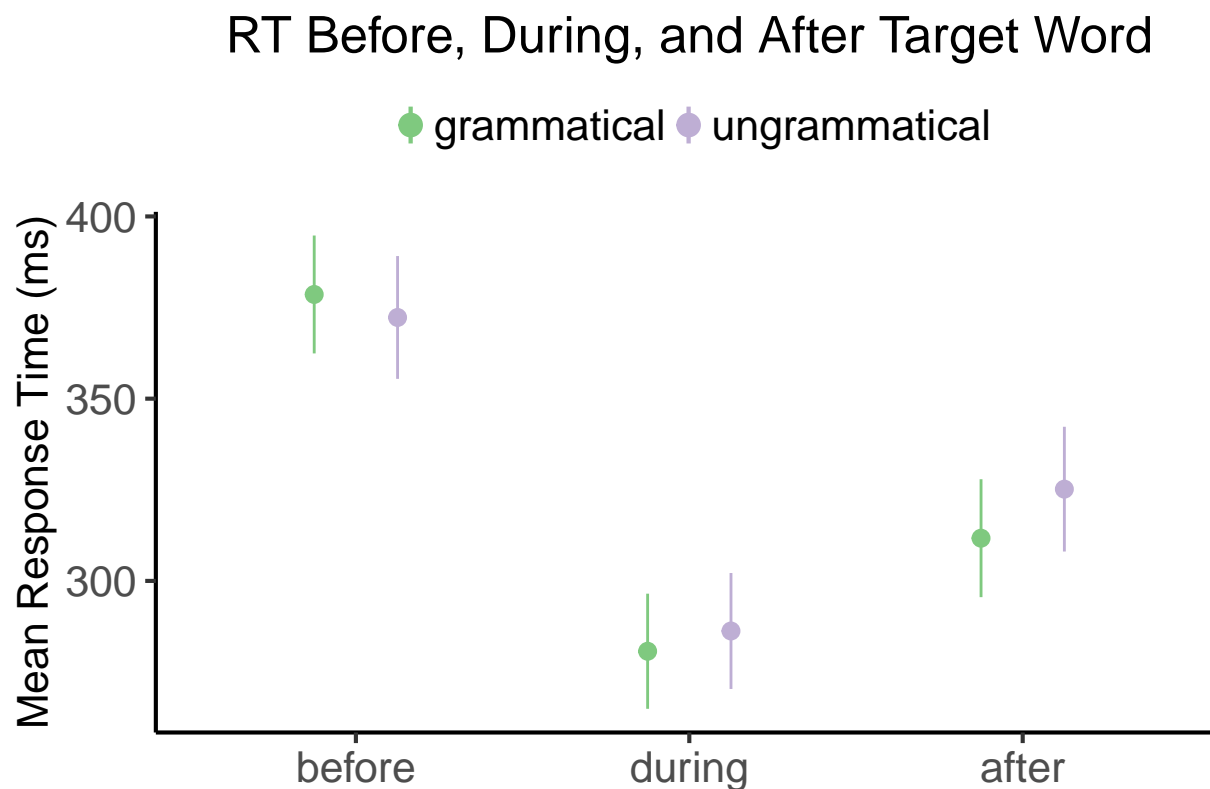 RT Before, During, and After Target Word
grammatical ungrammatical
Mean Response Time (ms)
400
350
300
before during after